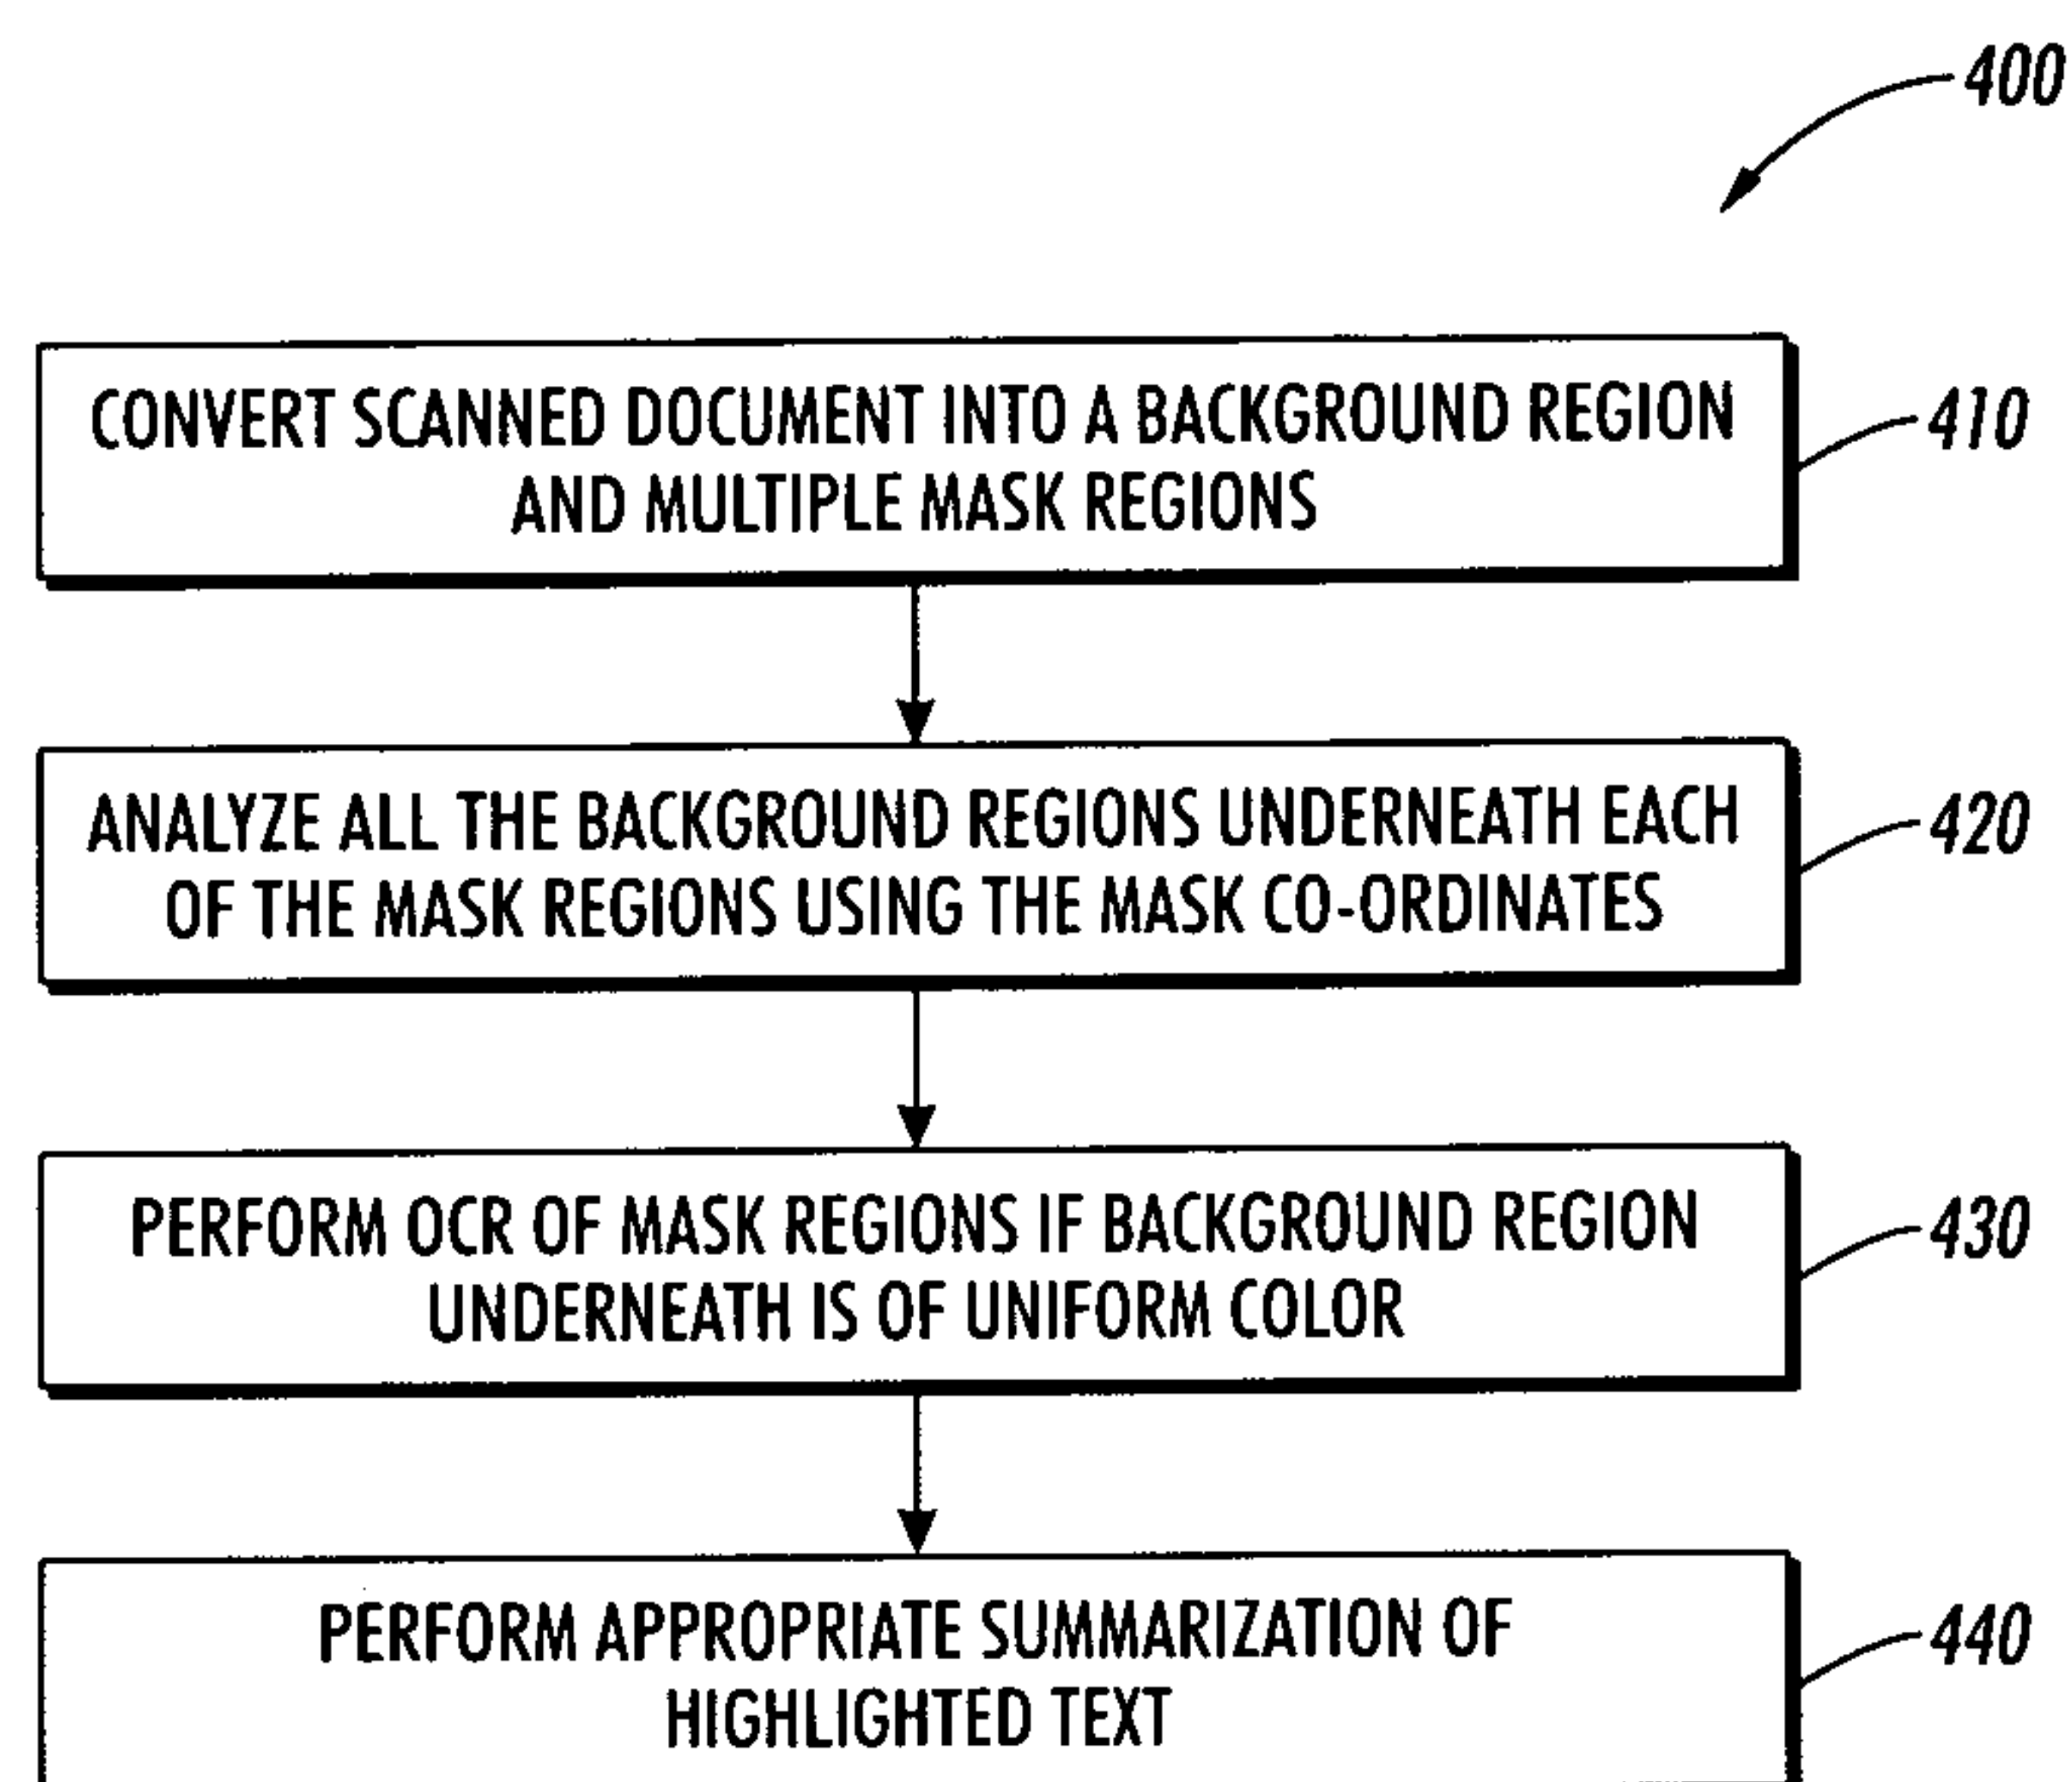 400
CONVERT SCANNED DOCUMENT INTO A BACKGROUND REGION
AND MULTIPLE MASK REGIONS
410
ANALYZE ALL THE BACKGROUND REGIONS UNDERNEATH EACH
OF THE MASK REGIONS USING THE MASK CO-ORDINATES
420
PERFORM OCR OF MASK REGIONS IF BACKGROUND REGION
UNDERNEATH IS OF UNIFORM COLOR
430
PERFORM APPROPRIATE SUMMARIZATION OF
HIGHLIGHTED TEXT
440